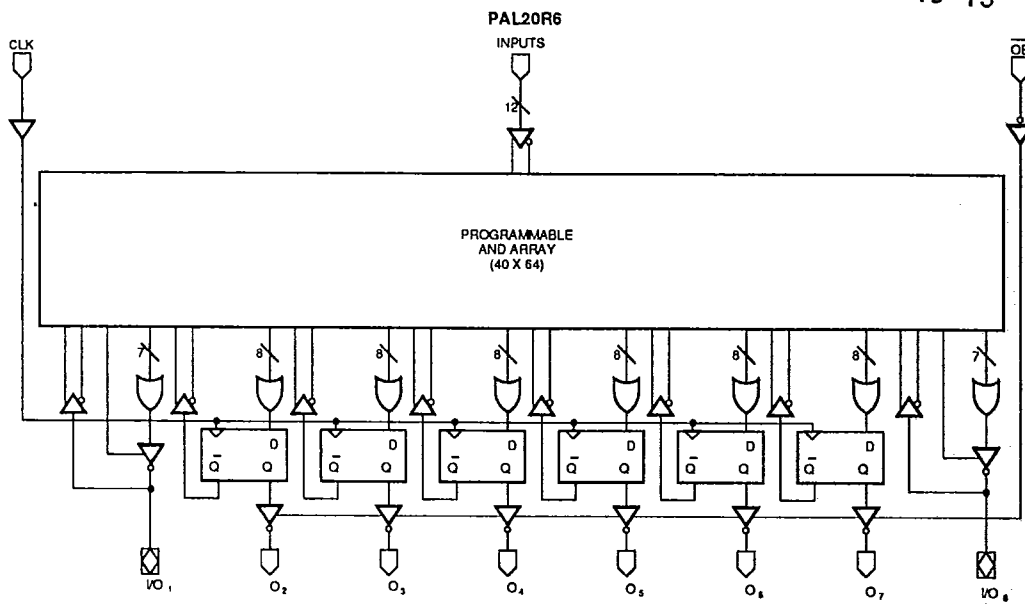 PAL20R6
CLK
INPUTS
OE
12
PROGRAMMABLE
AND ARRAY
(40 X 64)
7 8 8 8 8 8 8 7
D D D D D D
Q̅ Q Q̅ Q Q̅ Q Q̅ Q Q̅ Q Q̅ Q
I/O₁ O₂ O₃ O₄ O₅ O₆ O₇ I/O₈